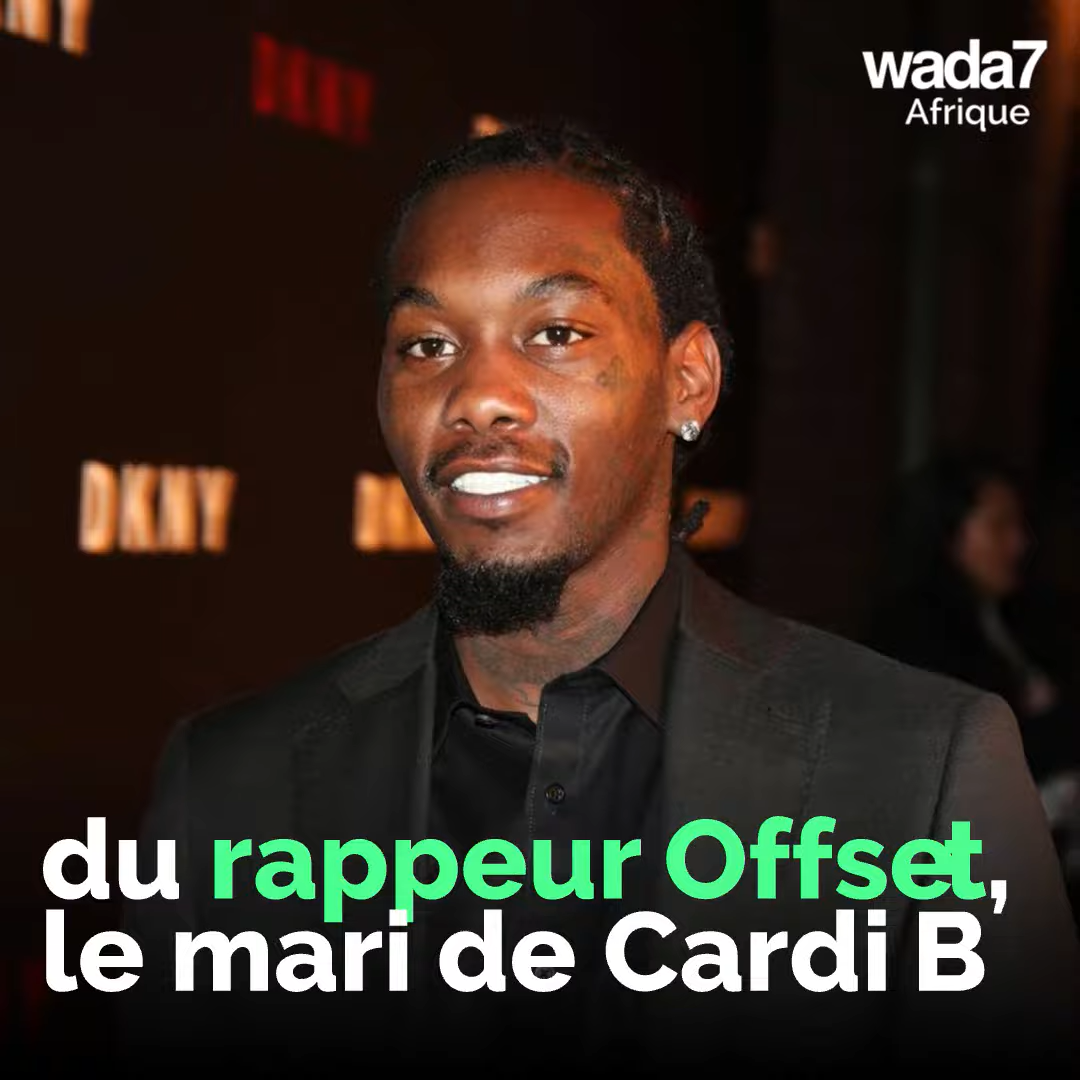 DKNY
wada7
Afrique
DKNY
du rappeur Offset,
le mari de Cardi B